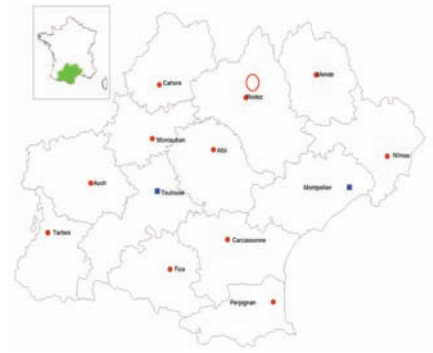 Cahors
Mende
Rodez
Montauban
Albi
Nîmes
Auch
Toulouse
Montpellier
Tarbes
Carcassonne
Foix
Perpignan